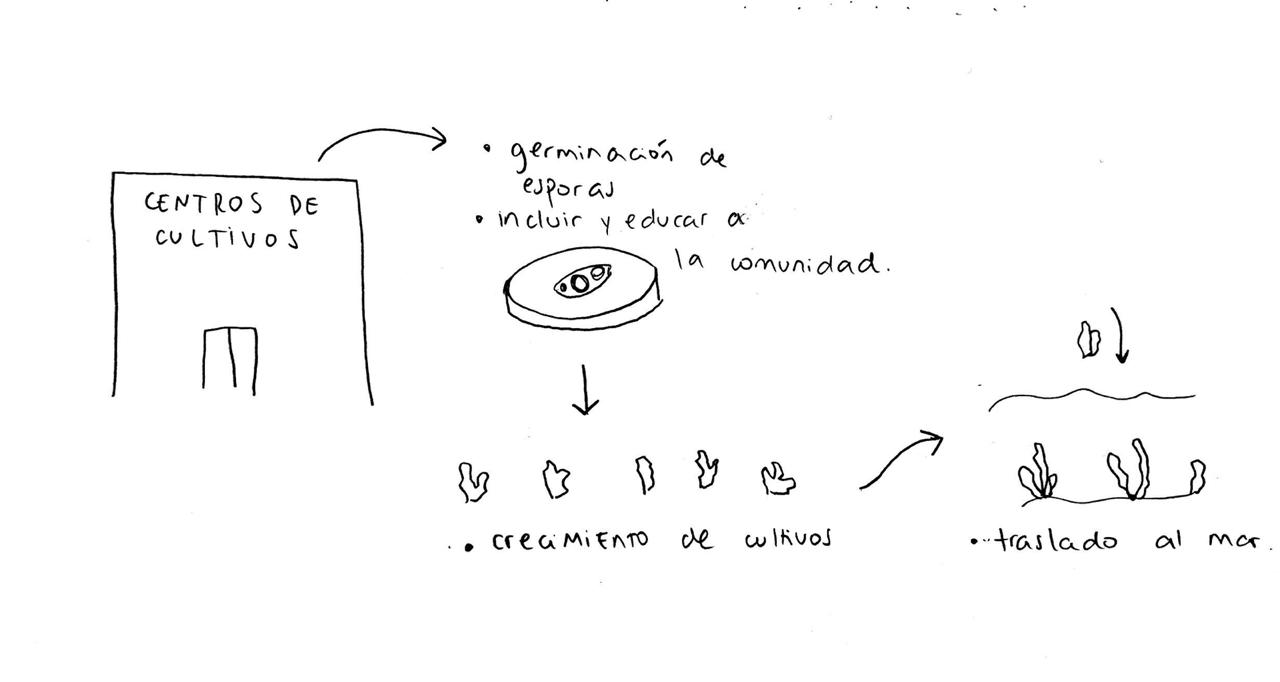 CENTROS DE
CULTIVOS
• germinación de
esporas
• incluir y educar a
la comunidad.
• crecimiento de cultivos
• traslado al mar.